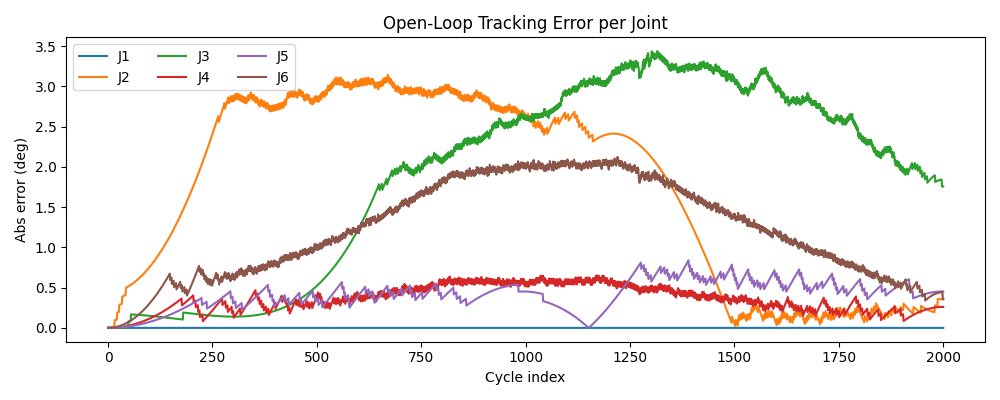 Open-Loop Tracking Error per Joint
J1 J3 J5
J2 J4 J6
Abs error (deg)
3.5
3.0
2.5
2.0
1.5
1.0
0.5
0.0
0 250 500 750 1000 1250 1500 1750 2000
Cycle index